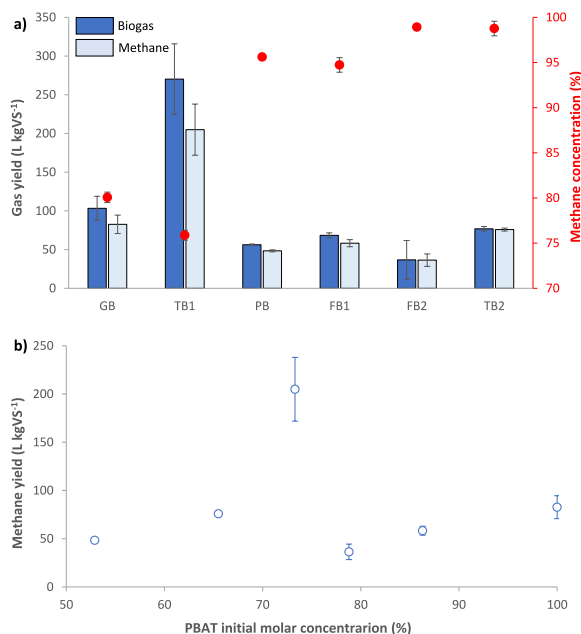 a)
Biogas
Methane
Gas yield (L kgVS⁻¹)
350
300
250
200
150
100
50
0
GB TB1 PB FB1 FB2 TB2
100
95
90
85
80
75
70
Methane concentration (%)
b)
Methane yield (L kgVS⁻¹)
250
200
150
100
50
0
50 60 70 80 90 100
PBAT initial molar concentrarion (%)